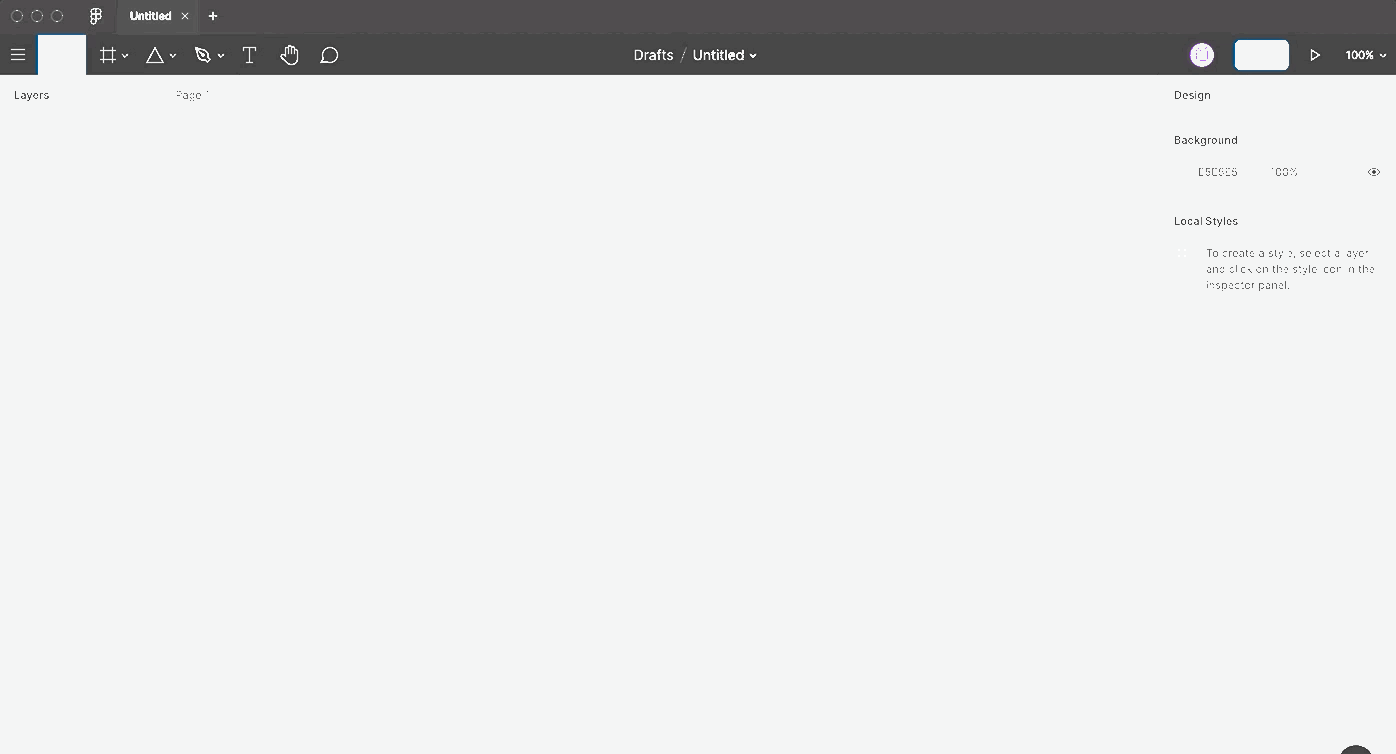 Untitled
Drafts / Untitled
100%
Layers
Page 1
Design
Background
100%
Local Styles
To create a style, select a layer
and click on the style icon in the
inspector panel.